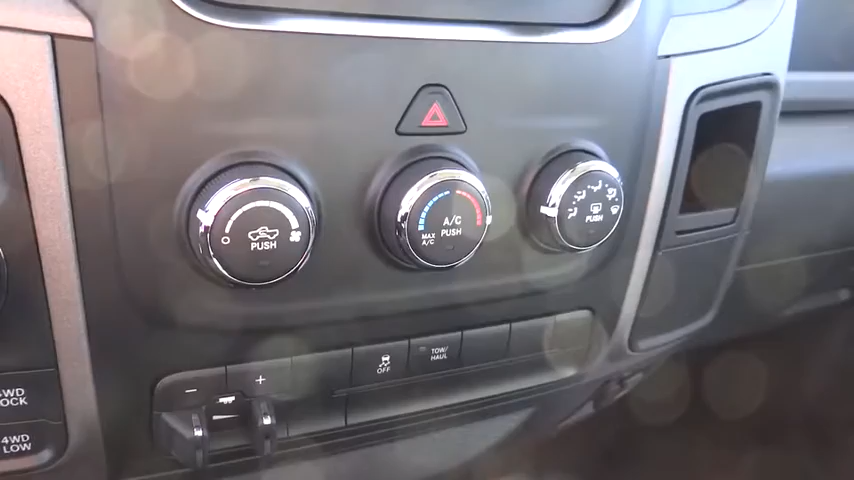 PUSH
A/C
PUSH
MAX
A/C
PUSH
OFF
TOW/
HAUL
- +
4WD
LOCK
4WD
LOW